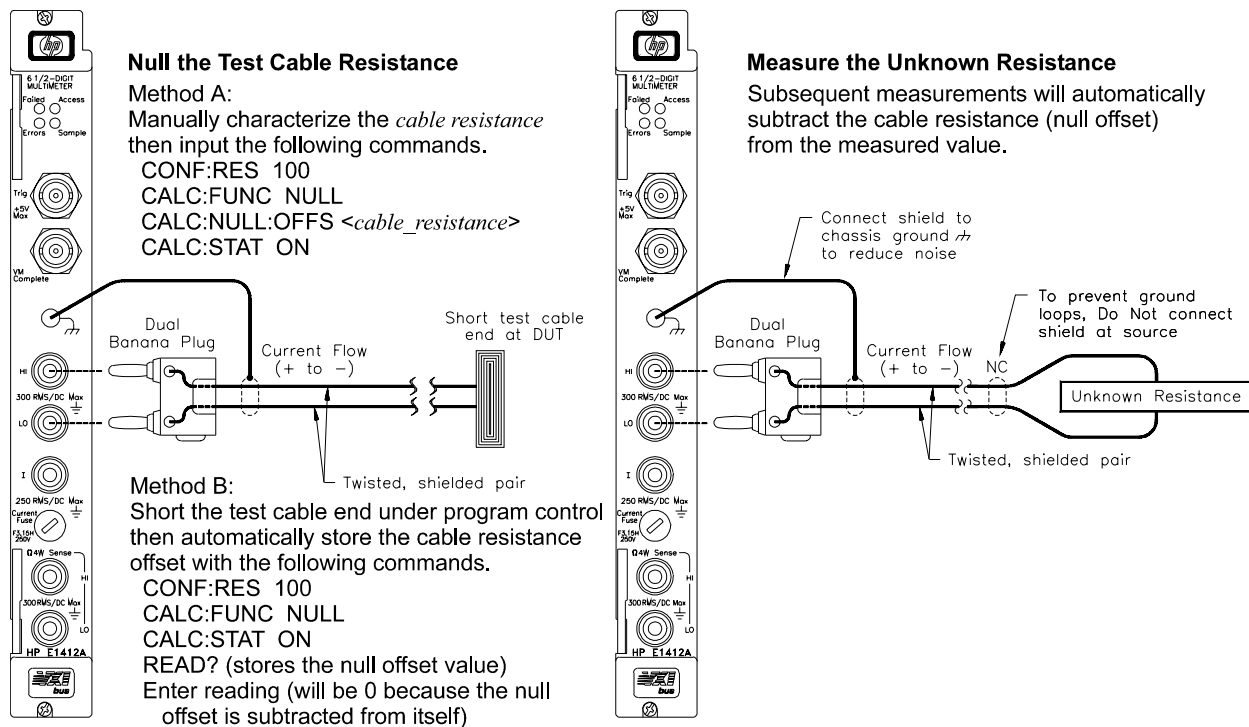 hp
6 1/2-DIGIT
MULTIMETER
Failed Access
Errors Sample
Trig
+5V
Max
VM
Complete
HI
300 RMS/DC Max
LO
I
250 RMS/DC Max
Current
Fuse
F3.15H
250V
Ω4W Sense
HI
300 RMS/DC Max
LO
HP E1412A
VXI
bus
Null the Test Cable Resistance
Method A:
Manually characterize the cable resistance
then input the following commands.
CONF:RES 100
CALC:FUNC NULL
CALC:NULL:OFFS <cable_resistance>
CALC:STAT ON
Dual
Banana Plug
Current Flow
(+ to -)
Short test cable
end at DUT
Twisted, shielded pair
Method B:
Short the test cable end under program control
then automatically store the cable resistance
offset with the following commands.
CONF:RES 100
CALC:FUNC NULL
CALC:STAT ON
READ? (stores the null offset value)
Enter reading (will be 0 because the null
offset is subtracted from itself)
hp
6 1/2-DIGIT
MULTIMETER
Failed Access
Errors Sample
Trig
+5V
Max
VM
Complete
HI
300 RMS/DC Max
LO
I
250 RMS/DC Max
Current
Fuse
F3.15H
250V
Ω4W Sense
HI
300 RMS/DC Max
LO
HP E1412A
VXI
bus
Measure the Unknown Resistance
Subsequent measurements will automatically
subtract the cable resistance (null offset)
from the measured value.
Connect shield to
chassis ground
to reduce noise
To prevent ground
loops, Do Not connect
shield at source
Dual
Banana Plug
Current Flow
(+ to -)
NC
Unknown Resistance
Twisted, shielded pair